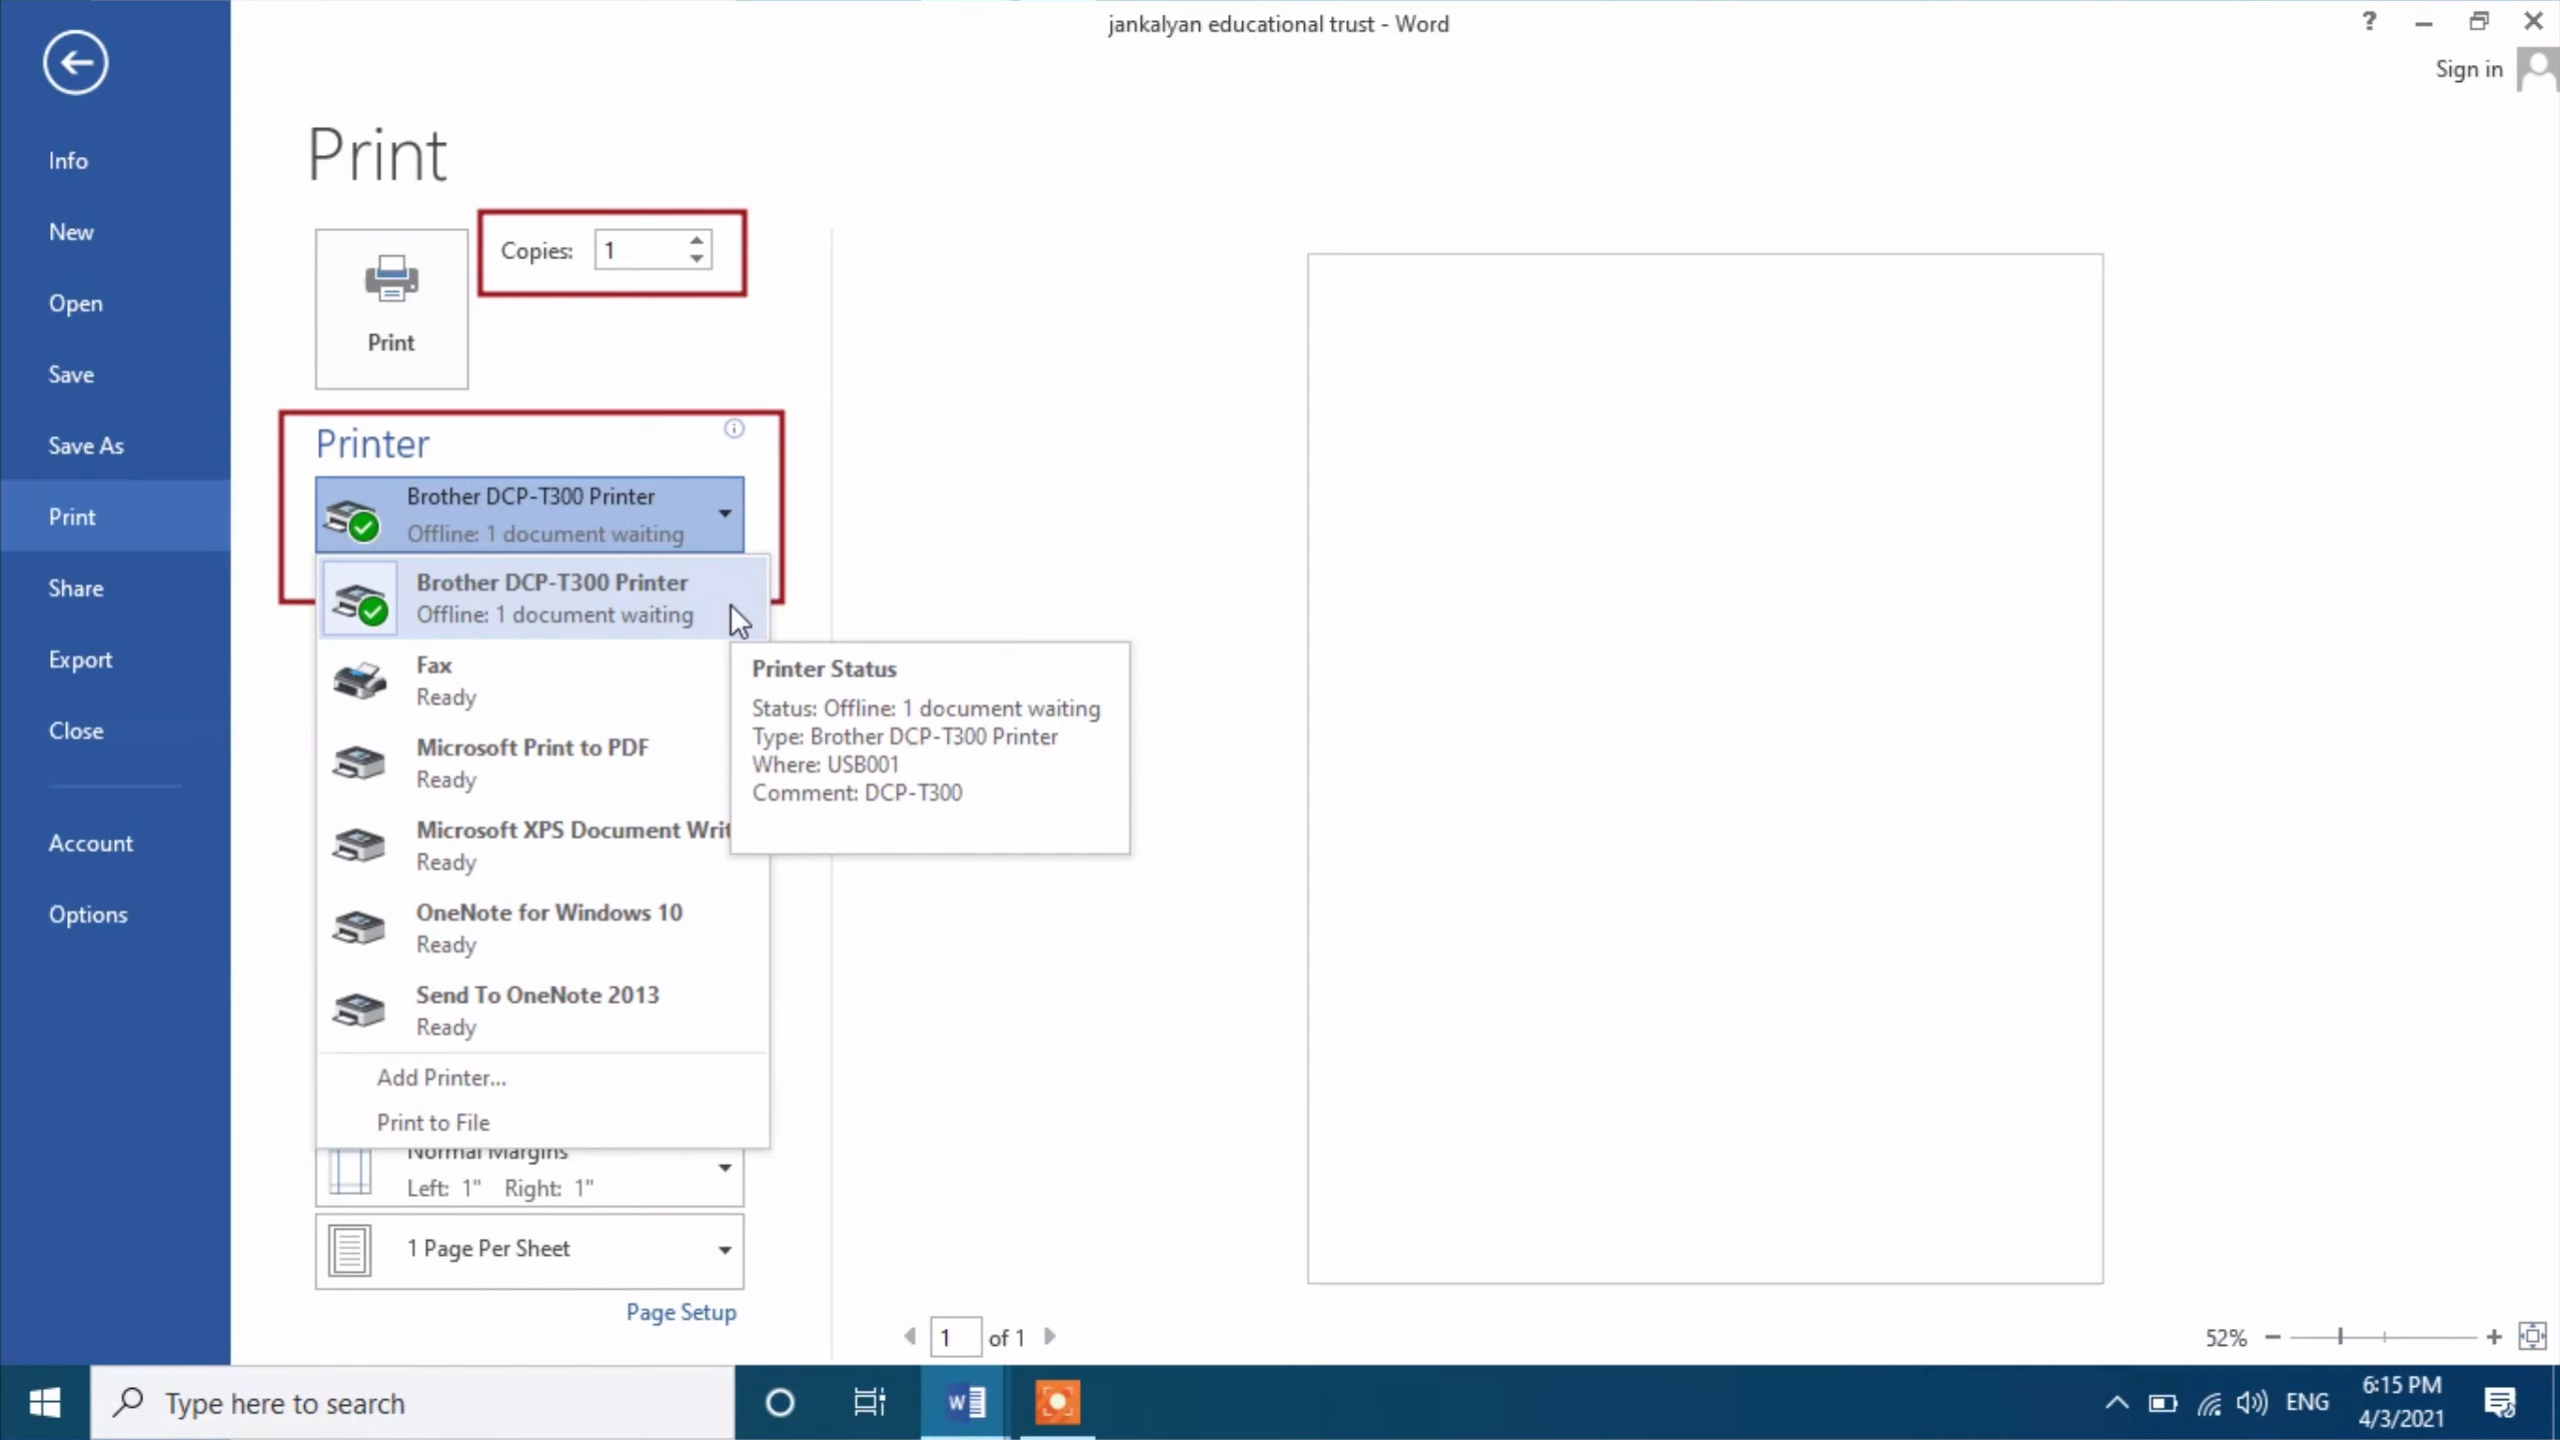 jankalyan educational trust - Word
?
Sign in
Info
New
Open
Save
Save As
Print
Share
Export
Close
Account
Options
Print
Print
Copies: 1
Printer
Brother DCP-T300 Printer
Offline: 1 document waiting
Brother DCP-T300 Printer
Offline: 1 document waiting
Fax
Ready
Microsoft Print to PDF
Ready
Microsoft XPS Document Writ
Ready
OneNote for Windows 10
Ready
Send To OneNote 2013
Ready
Add Printer...
Print to File
Printer Status
Status: Offline: 1 document waiting
Type: Brother DCP-T300 Printer
Where: USB001
Comment: DCP-T300
Normal Margins
Left: 1" Right: 1"
1 Page Per Sheet
Page Setup
1 of 1
52%
Type here to search
ENG
6:15 PM
4/3/2021